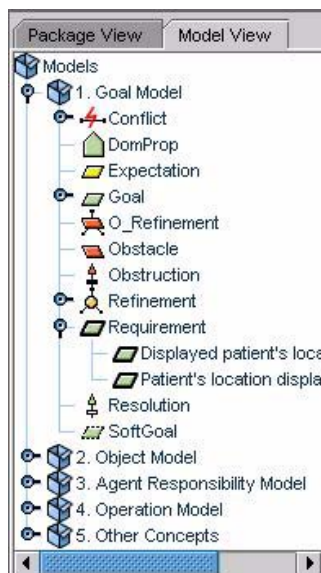 Package View Model View
Models
1. Goal Model
Conflict
DomProp
Expectation
Goal
O_Refinement
Obstacle
Obstruction
Refinement
Requirement
Displayed patient's loca
Patient's location displa
Resolution
SoftGoal
2. Object Model
3. Agent Responsibility Model
4. Operation Model
5. Other Concepts